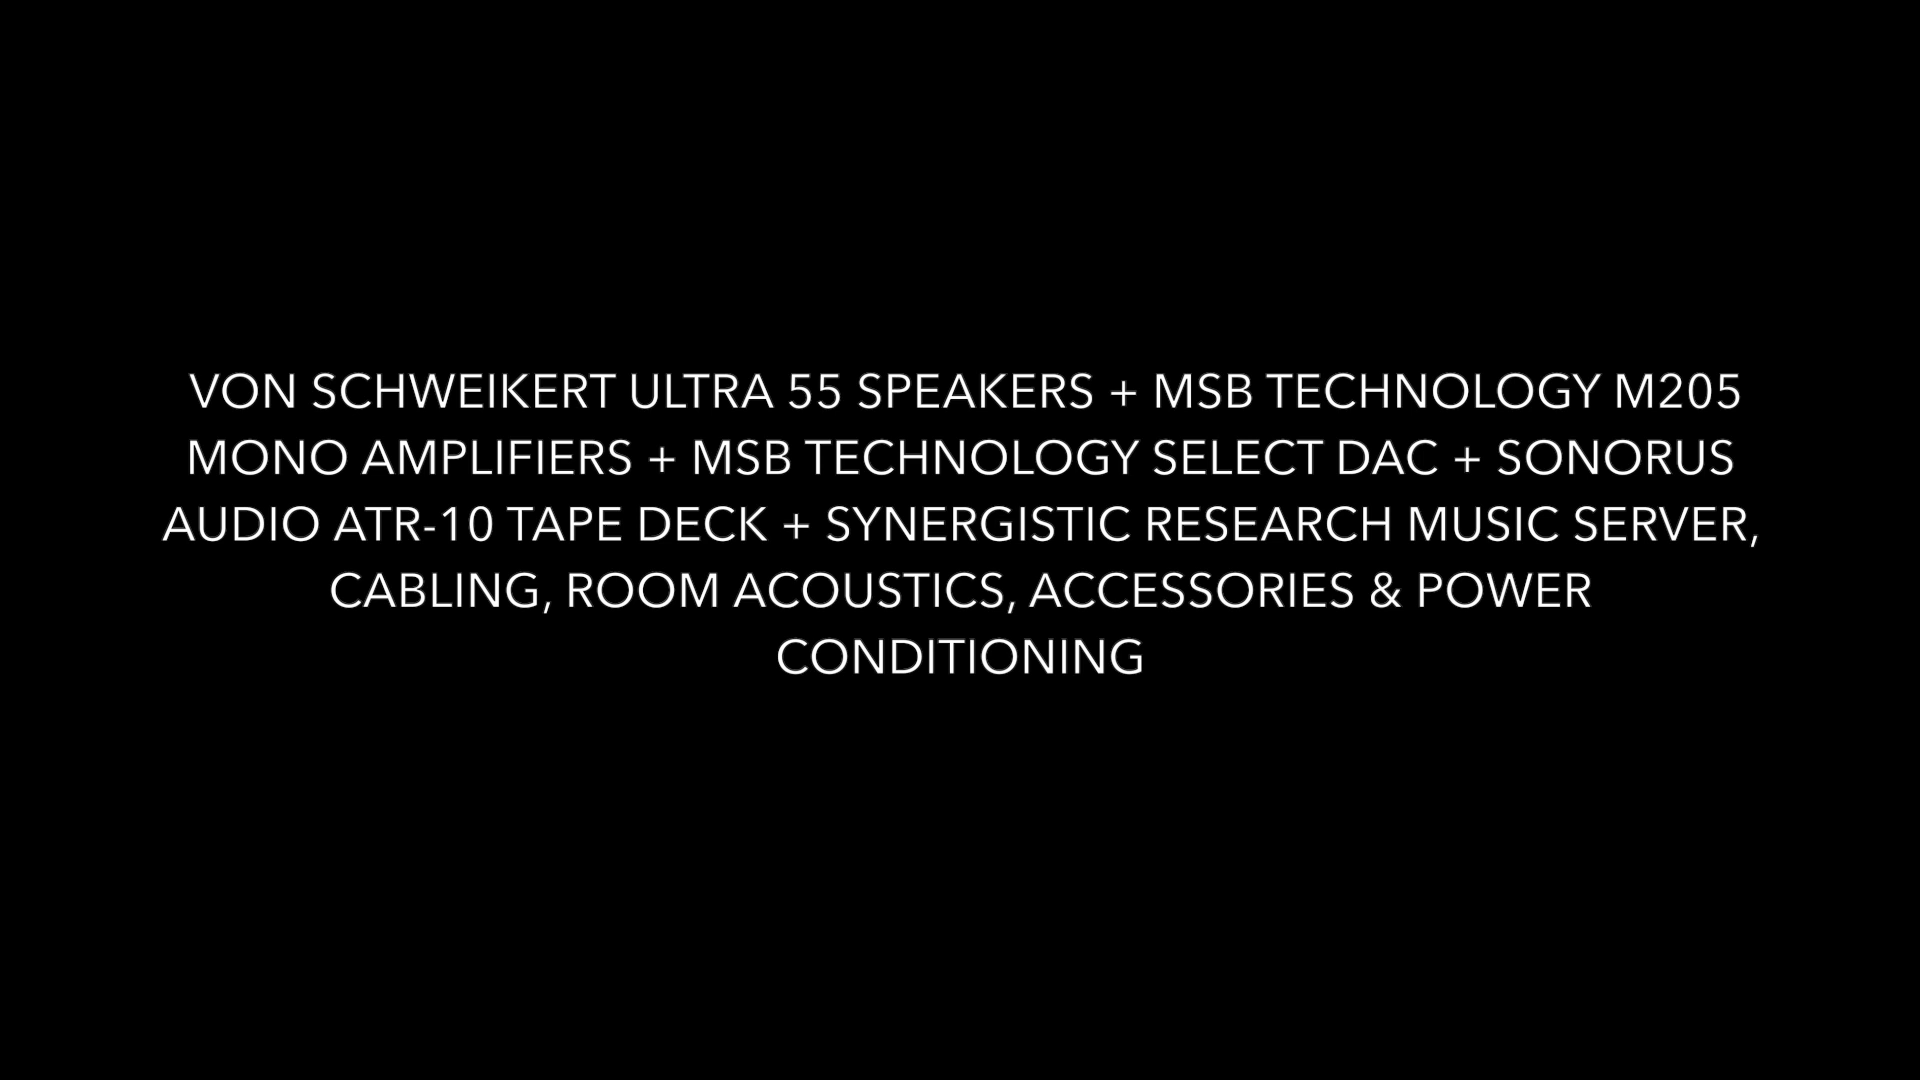 VON SCHWEIKERT ULTRA 55 SPEAKERS + MSB TECHNOLOGY M205
MONO AMPLIFIERS + MSB TECHNOLOGY SELECT DAC + SONORUS
AUDIO ATR-10 TAPE DECK + SYNERGISTIC RESEARCH MUSIC SERVER,
CABLING, ROOM ACOUSTICS, ACCESSORIES & POWER
CONDITIONING